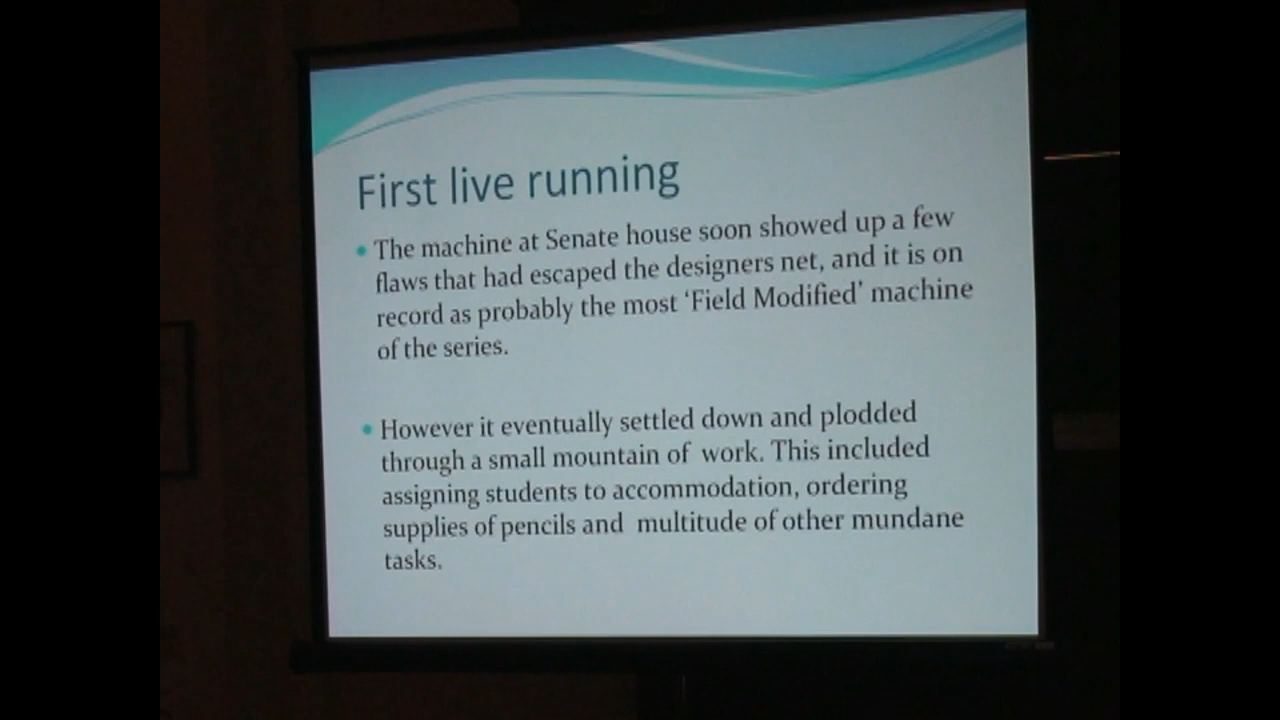 First live running
The machine at Senate house soon showed up a few
flaws that had escaped the designers net, and it is on
record as probably the most ‘Field Modified’ machine
of the series.
However it eventually settled down and plodded
through a small mountain of work. This included
assigning students to accommodation, ordering
supplies of pencils and multitude of other mundane
tasks.